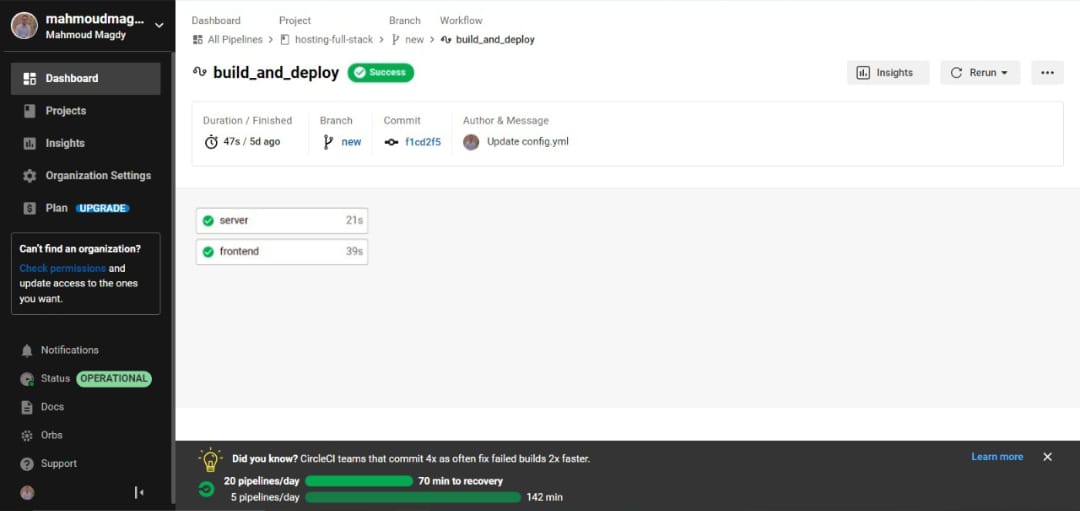 mahmoudmag...
Mahmoud Magdy
Dashboard
Projects
Insights
Organization Settings
Plan UPGRADE
Can't find an organization?
Check permissions and
update access to the ones
you want.
Notifications
Status OPERATIONAL
Docs
Orbs
Support
Dashboard Project Branch Workflow
All Pipelines > hosting-full-stack > new > build_and_deploy
build_and_deploy Success
Insights Rerun
Duration / Finished Branch Commit Author & Message
47s / 5d ago new f1cd2f5 Update config.yml
server 21s
frontend 39s
Did you know? CircleCI teams that commit 4x as often fix failed builds 2x faster.
Learn more
20 pipelines/day 70 min to recovery
5 pipelines/day 142 min